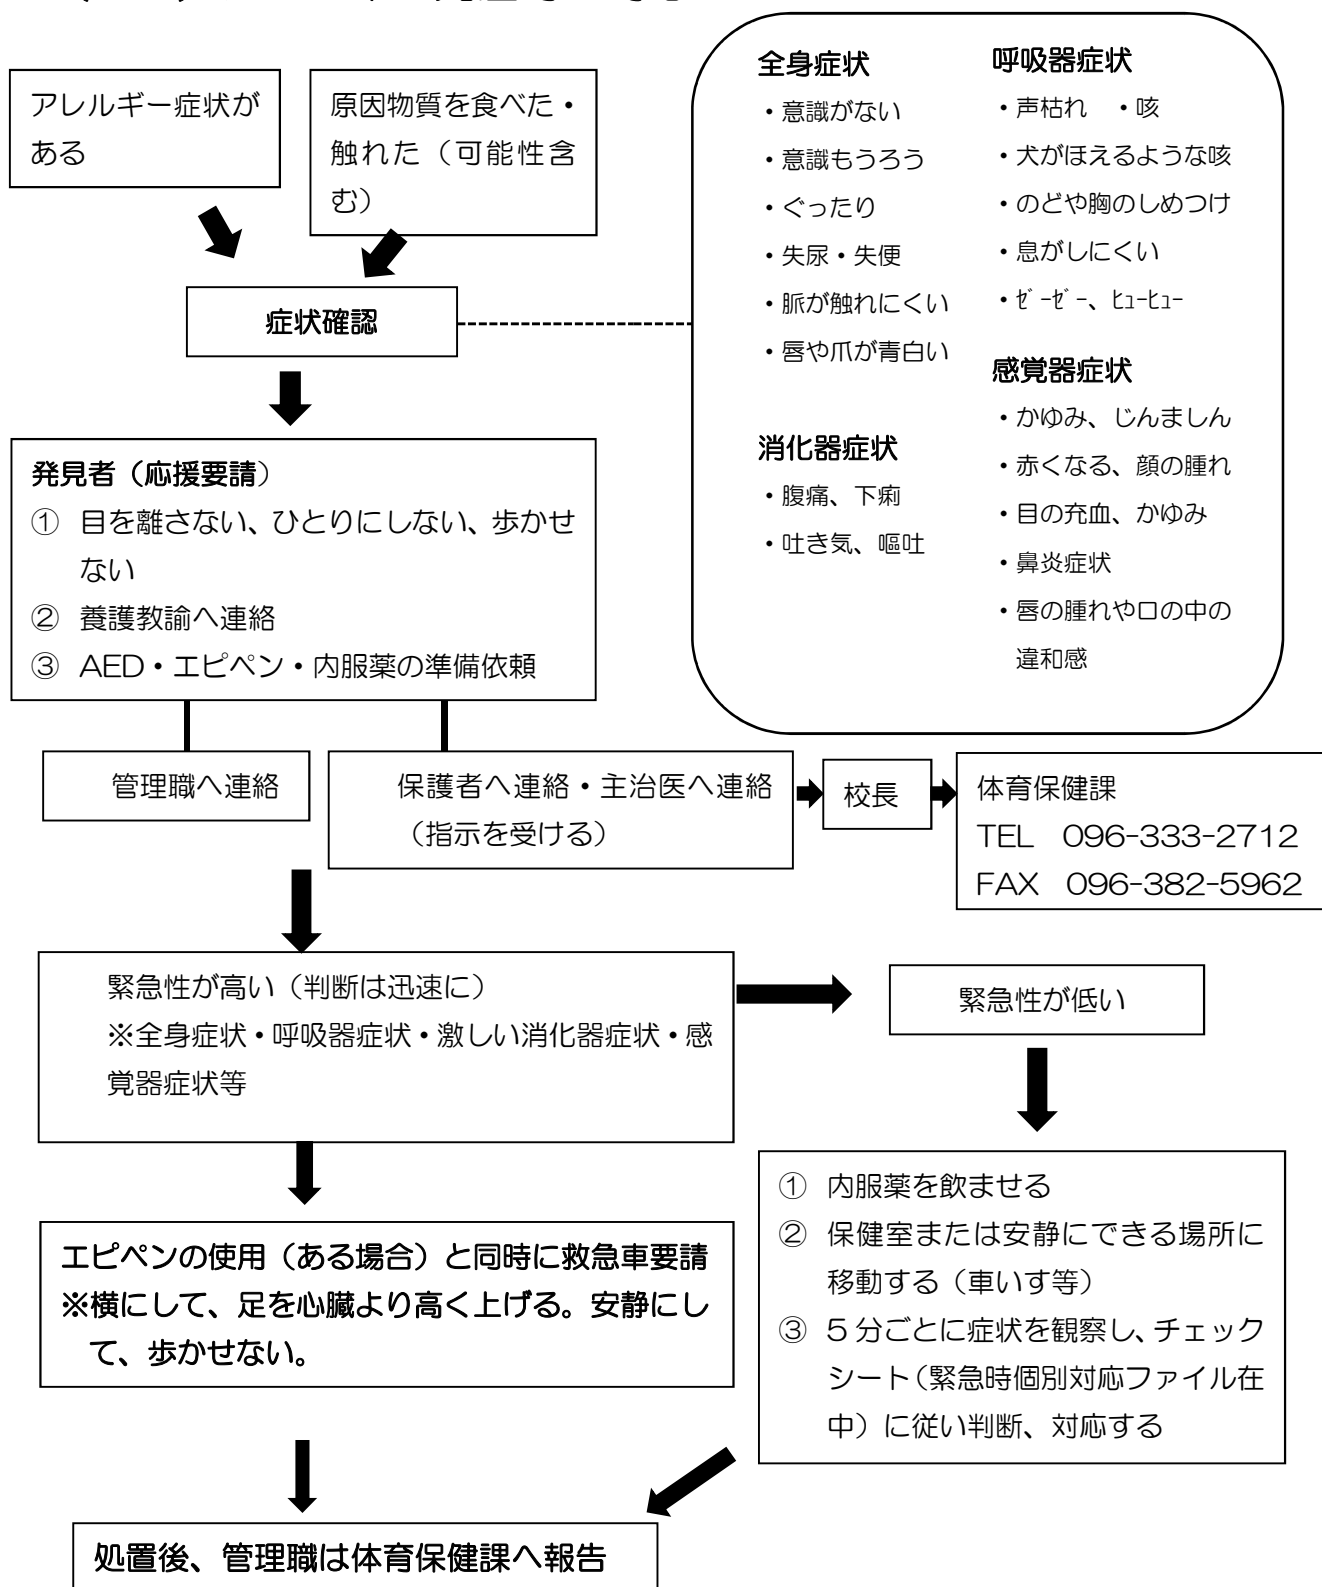 アレルギー症状が
ある
原因物質を食べた・
触れた（可能性含
む）
症状確認
全身症状
・意識がない
・意識もうろう
・ぐったり
・失尿・失便
・脈が触れにくい
・唇や爪が青白い
消化器症状
・腹痛、下痢
・吐き気、嘔吐
呼吸器症状
・声枯れ　・咳
・犬がほえるような咳
・のどや胸のしめつけ
・息がしにくい
・ｾﾞｰｾﾞｰ、ﾋｭｰﾋｭｰ
感覚器症状
・かゆみ、じんましん
・赤くなる、顔の腫れ
・目の充血、かゆみ
・鼻炎症状
・唇の腫れや口の中の
違和感
発見者（応援要請）
① 目を離さない、ひとりにしない、歩かせ
ない
② 養護教諭へ連絡
③ AED・エピペン・内服薬の準備依頼
管理職へ連絡
保護者へ連絡・主治医へ連絡
（指示を受ける）
校長
体育保健課
TEL　096-333-2712
FAX　096-382-5962
緊急性が高い（判断は迅速に）
※全身症状・呼吸器症状・激しい消化器症状・感
覚器症状等
緊急性が低い
エピペンの使用（ある場合）と同時に救急車要請
※横にして、足を心臓より高く上げる。安静にし
て、歩かせない。
① 内服薬を飲ませる
② 保健室または安静にできる場所に
移動する（車いす等）
③ 5分ごとに症状を観察し、チェック
シート（緊急時個別対応ファイル在
中）に従い判断、対応する
処置後、管理職は体育保健課へ報告